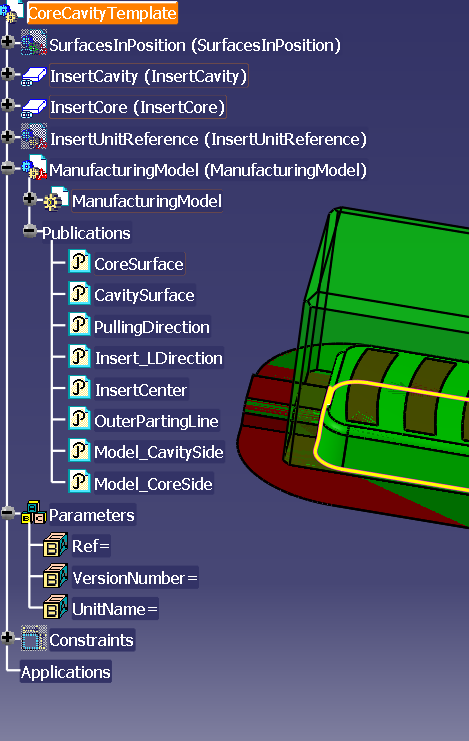 CoreCavityTemplate
SurfacesInPosition (SurfacesInPosition)
InsertCavity (InsertCavity)
InsertCore (InsertCore)
InsertUnitReference (InsertUnitReference)
ManufacturingModel (ManufacturingModel)
ManufacturingModel
Publications
CoreSurface
CavitySurface
PullingDirection
Insert_LDirection
InsertCenter
OuterPartingLine
Model_CavitySide
Model_CoreSide
Parameters
Ref=
VersionNumber=
UnitName=
Constraints
Applications